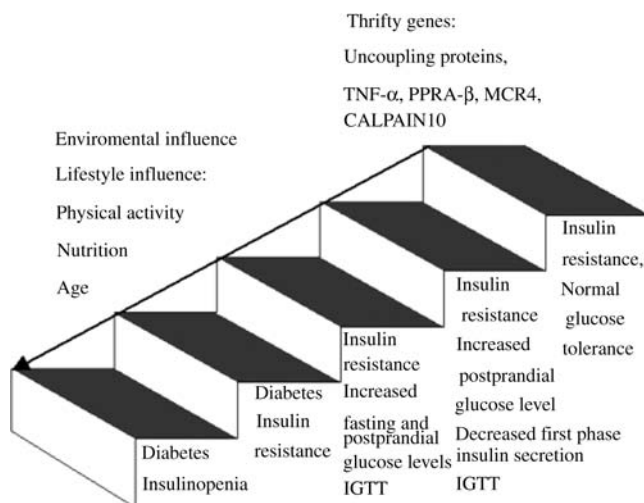 Thrifty genes:
Uncoupling proteins,
TNF-α, PPRA-β, MCR4,
CALPAIN10
Enviromental influence
Lifestyle influence:
Physical activity
Nutrition
Age
Diabetes
Insulinopenia
Diabetes
Insulin
resistance
Insulin
resistance
Increased
fasting and
postprandial
glucose levels
IGTT
Insulin
resistance
Increased
postprandial
glucose level
Decreased first phase
insulin secretion
IGTT
Insulin
resistance,
Normal
glucose
tolerance